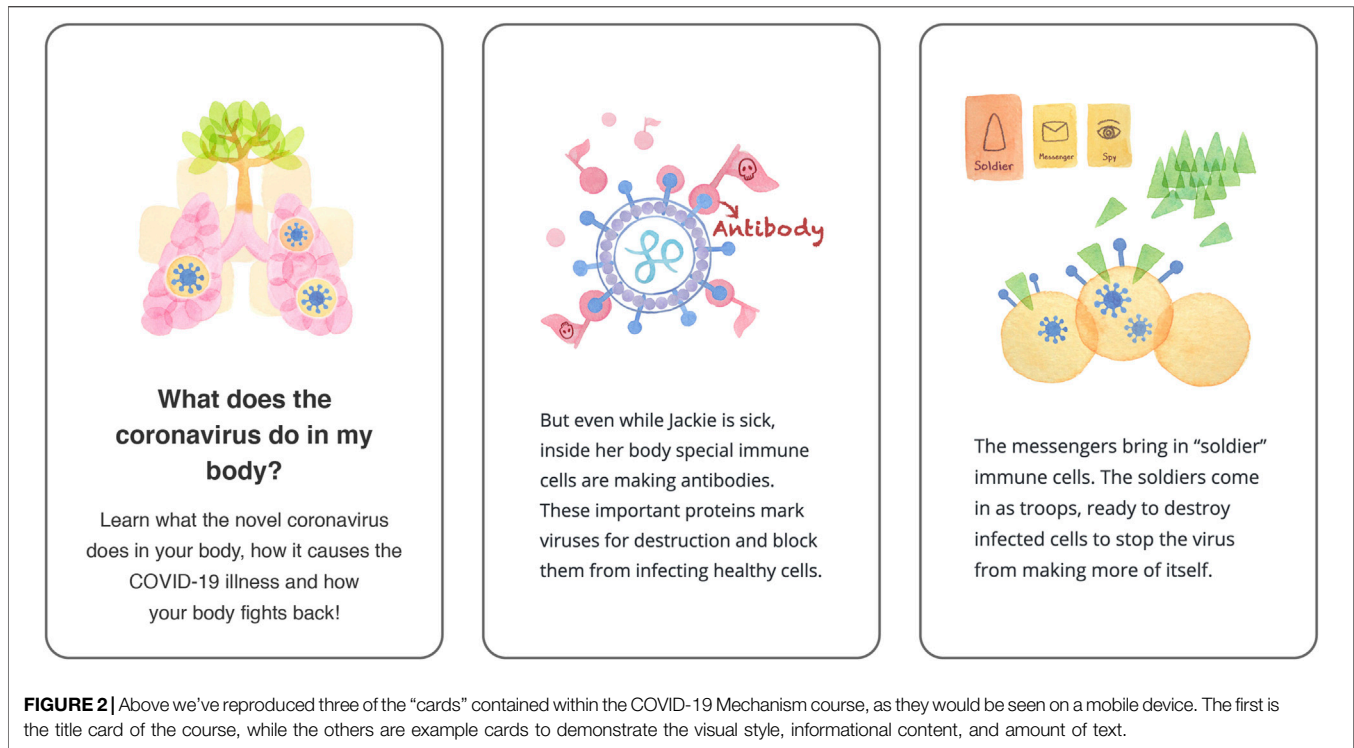 What does the
coronavirus do in my
body?
Learn what the novel coronavirus
does in your body, how it causes the
COVID-19 illness and how
your body fights back!
Antibody
But even while Jackie is sick,
inside her body special immune
cells are making antibodies.
These important proteins mark
viruses for destruction and block
them from infecting healthy cells.
Soldier
Messenger
Spy
The messengers bring in “soldier”
immune cells. The soldiers come
in as troops, ready to destroy
infected cells to stop the virus
from making more of itself.
FIGURE 2 | Above we’ve reproduced three of the “cards” contained within the COVID-19 Mechanism course, as they would be seen on a mobile device. The first is
the title card of the course, while the others are example cards to demonstrate the visual style, informational content, and amount of text.